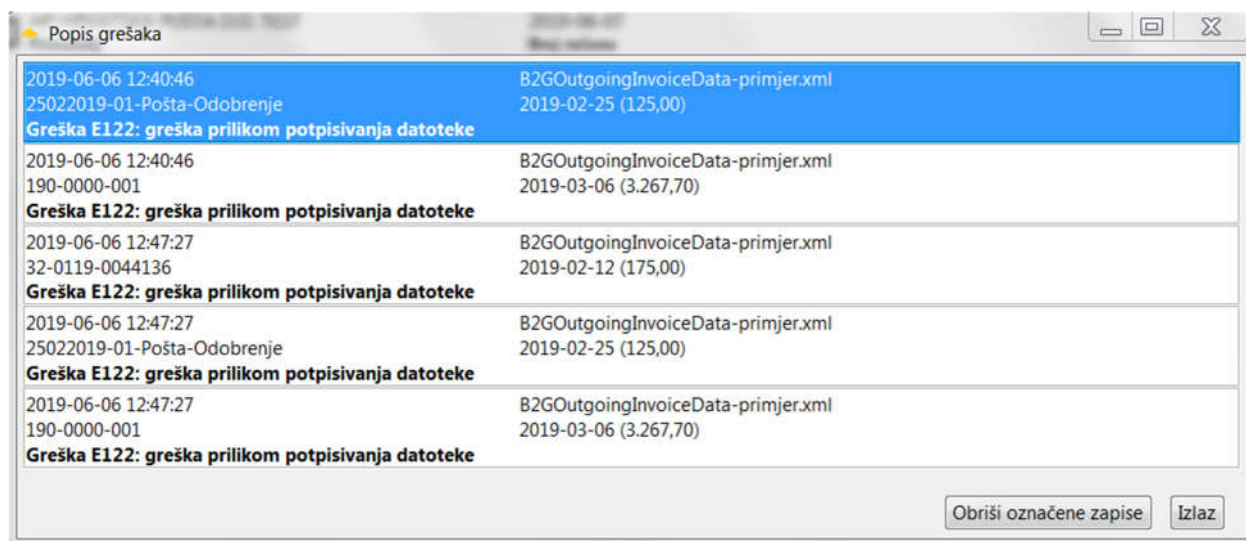 2019-06-07
Popis grešaka
2019-06-06 12:40:46 B2GOutgoingInvoiceData-primjer.xml
25022019-01-Pošta-Odobrenje 2019-02-25 (125,00)
Greška E122: greška prilikom potpisivanja datoteke
2019-06-06 12:40:46 B2GOutgoingInvoiceData-primjer.xml
190-0000-001 2019-03-06 (3.267,70)
Greška E122: greška prilikom potpisivanja datoteke
2019-06-06 12:47:27 B2GOutgoingInvoiceData-primjer.xml
32-0119-0044136 2019-02-12 (175,00)
Greška E122: greška prilikom potpisivanja datoteke
2019-06-06 12:47:27 B2GOutgoingInvoiceData-primjer.xml
25022019-01-Pošta-Odobrenje 2019-02-25 (125,00)
Greška E122: greška prilikom potpisivanja datoteke
2019-06-06 12:47:27 B2GOutgoingInvoiceData-primjer.xml
190-0000-001 2019-03-06 (3.267,70)
Greška E122: greška prilikom potpisivanja datoteke
Obriši označene zapise Izlaz